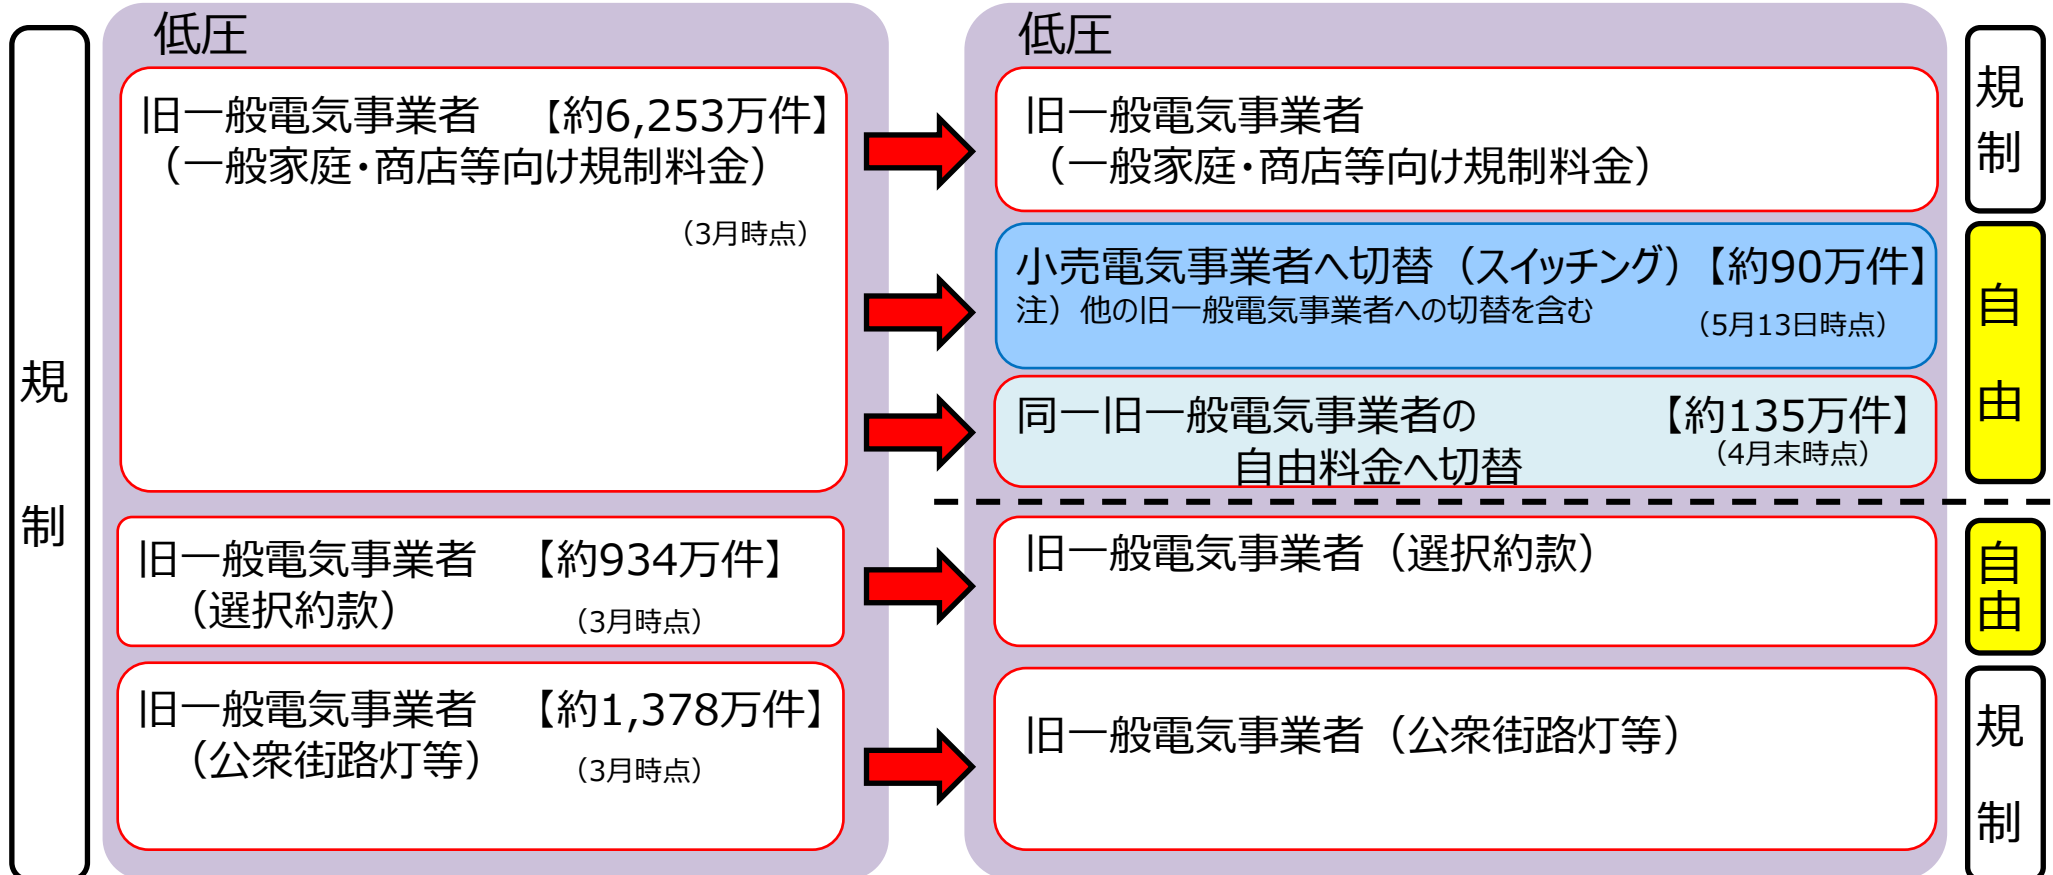 規
制
低圧
旧一般電気事業者 【約6,253万件】
（一般家庭・商店等向け規制料金）
（3月時点）
旧一般電気事業者 【約934万件】
（選択約款） （3月時点）
旧一般電気事業者 【約1,378万件】
（公衆街路灯等） （3月時点）
低圧
旧一般電気事業者
（一般家庭・商店等向け規制料金）
小売電気事業者へ切替（スイッチング）【約90万件】
注）他の旧一般電気事業者への切替を含む （5月13日時点）
同一旧一般電気事業者の 【約135万件】
自由料金へ切替 （4月末時点）
旧一般電気事業者（選択約款）
旧一般電気事業者（公衆街路灯等）
規
制
自
由
自
由
規
制